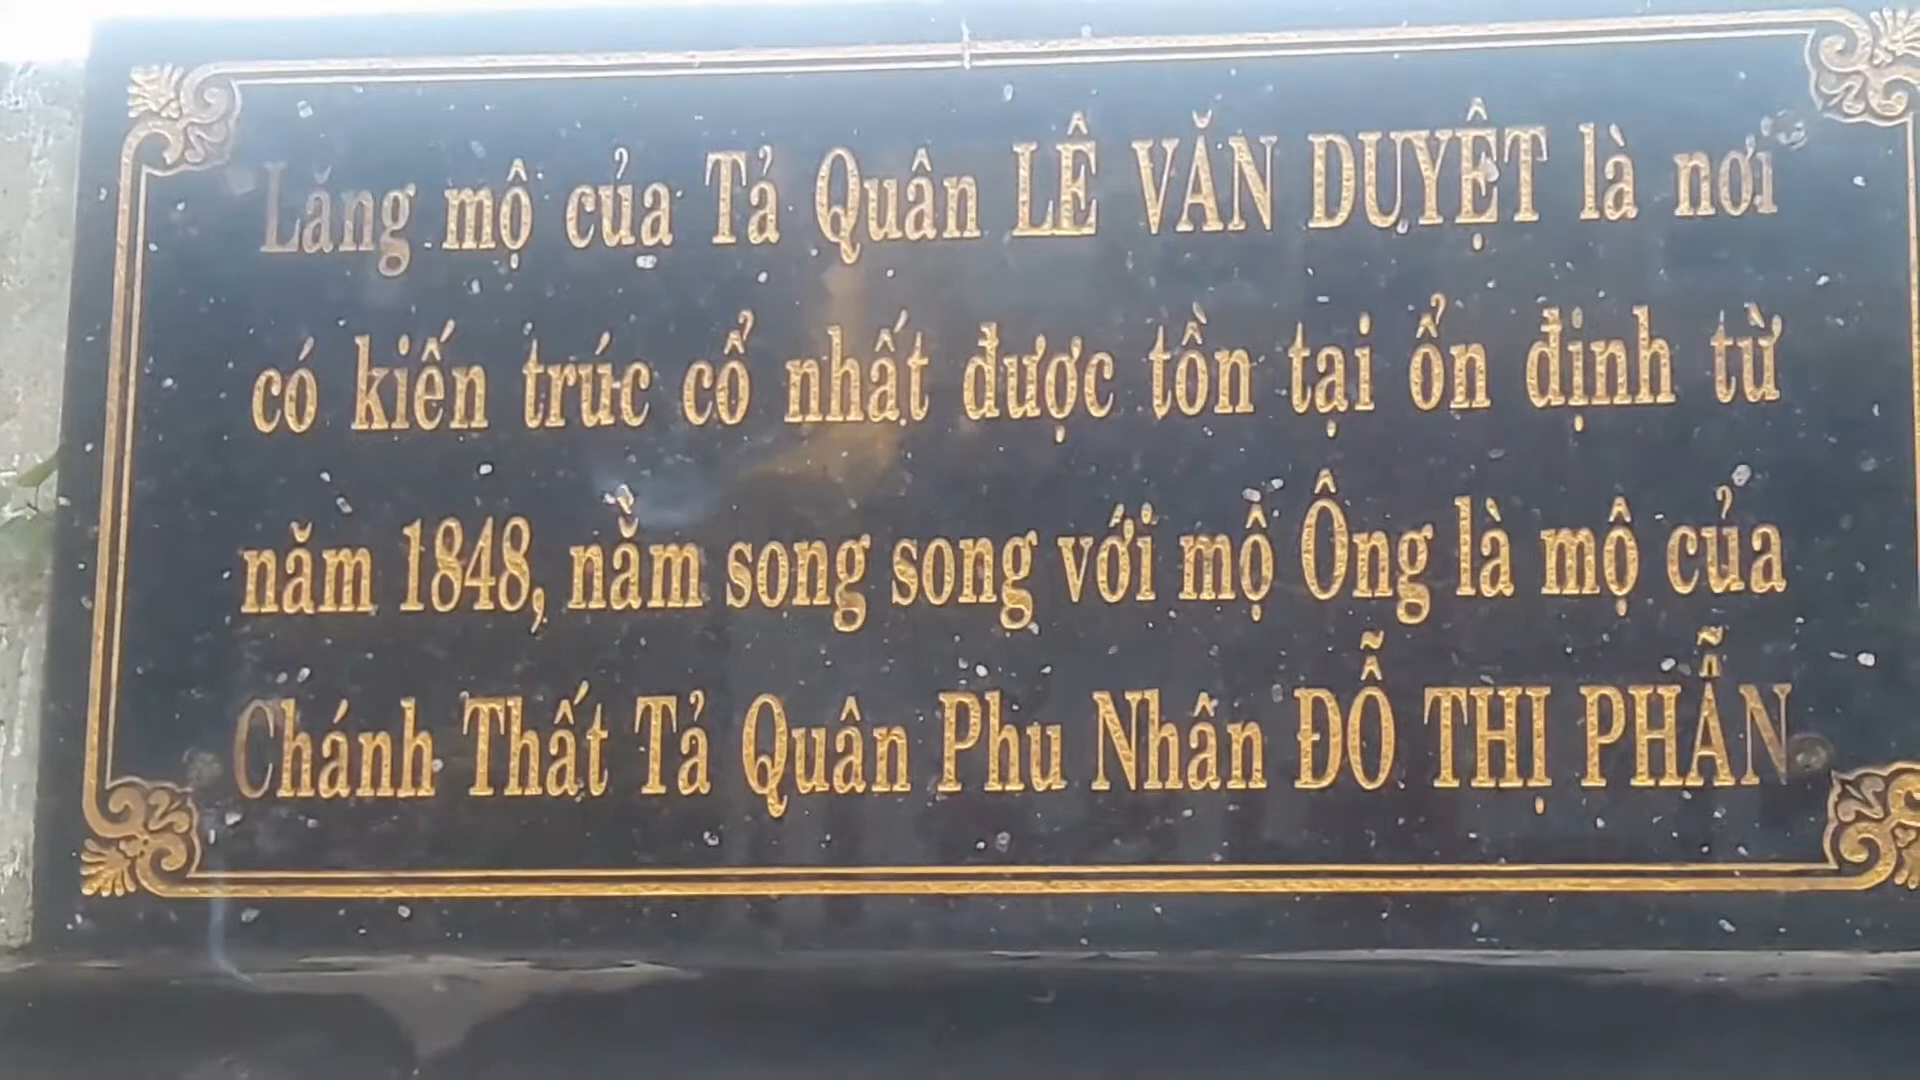 Lăng mộ của Tả Quân LÊ VĂN DUYỆT là nơi
có kiến trúc cổ nhất được tồn tại ổn định từ
năm 1848, nằm song song với mộ Ông là mộ của
Chánh Thất Tả Quân Phu Nhân ĐỖ THỊ PHẪN